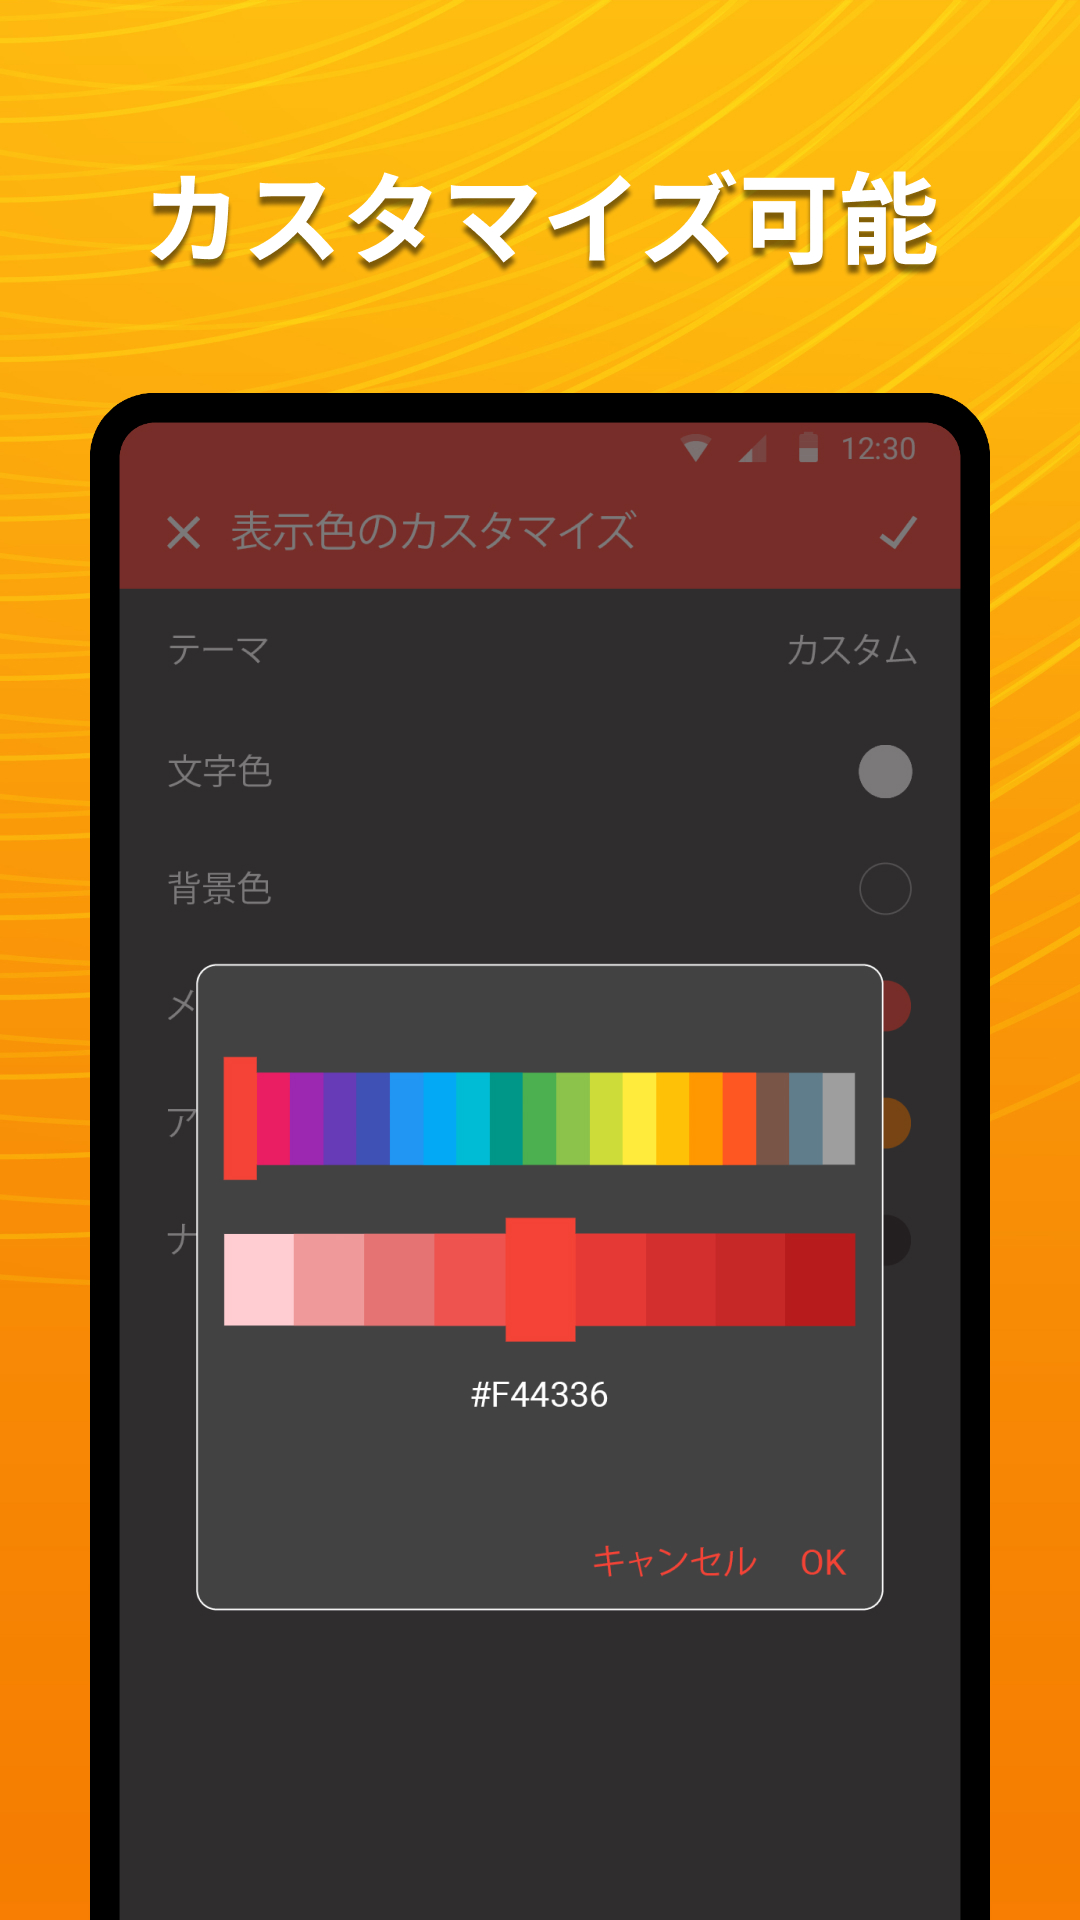 カスタマイズ可能
12:30
表示色のカスタマイズ
テーマ
カスタム
文字色
背景色
メ
ア
ナ
#F44336
キャンセル
OK